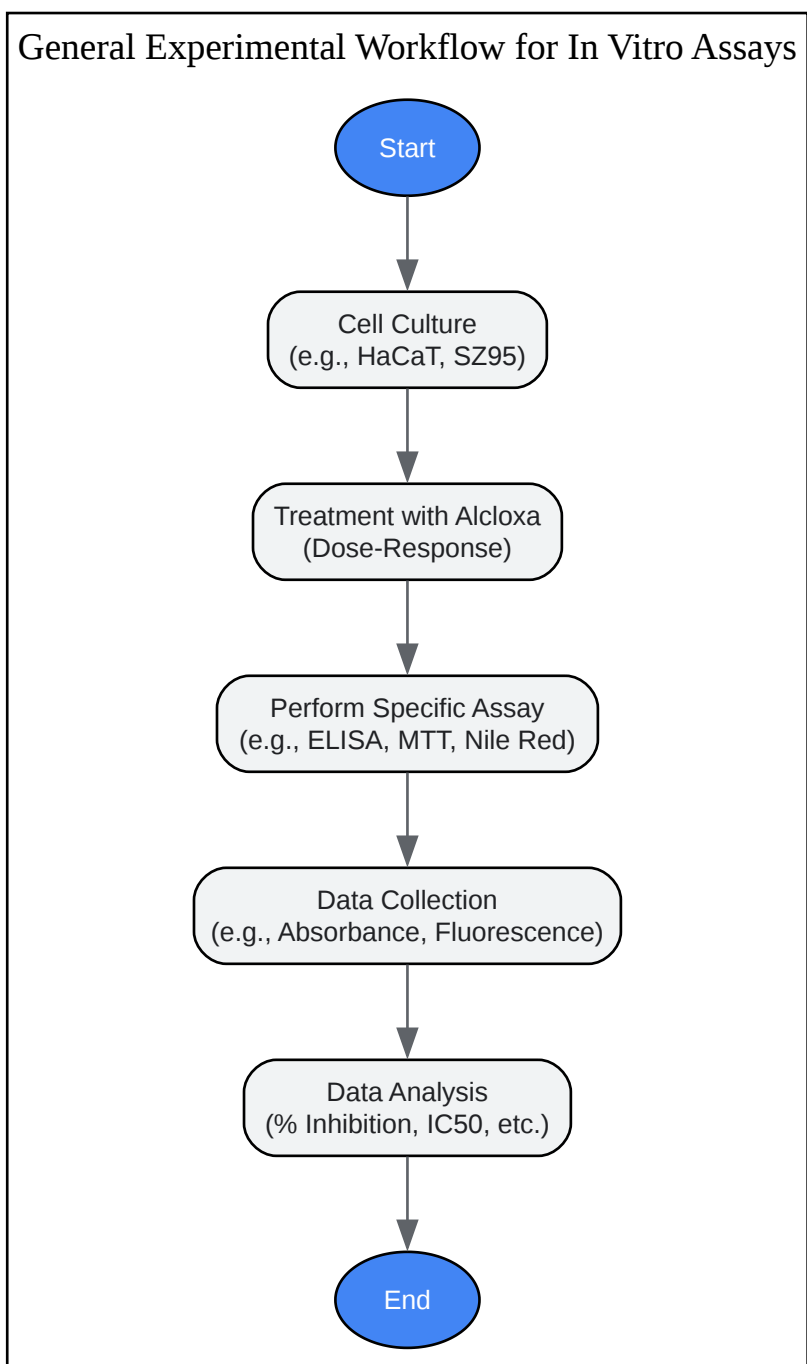 General Experimental Workflow for In Vitro Assays
Start
Cell Culture
(e.g., HaCaT, SZ95)
Treatment with Alcloxa
(Dose-Response)
Perform Specific Assay
(e.g., ELISA, MTT, Nile Red)
Data Collection
(e.g., Absorbance, Fluorescence)
Data Analysis
(% Inhibition, IC50, etc.)
End